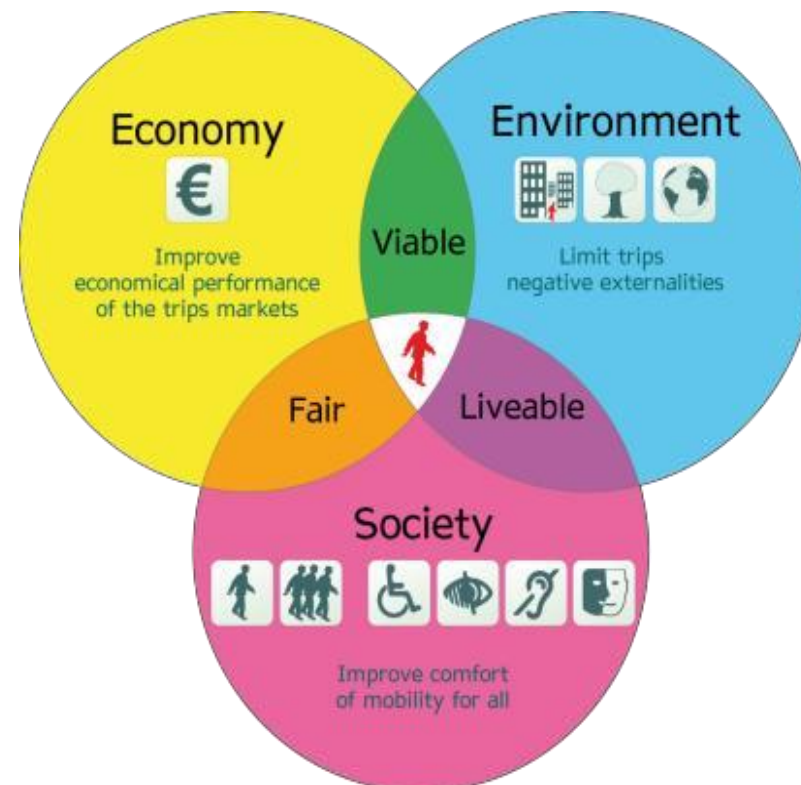 Economy
€
Improve
economical performance
of the trips markets
Environment
Limit trips
negative externalities
Viable
Fair
Liveable
Society
Improve comfort
of mobility for all